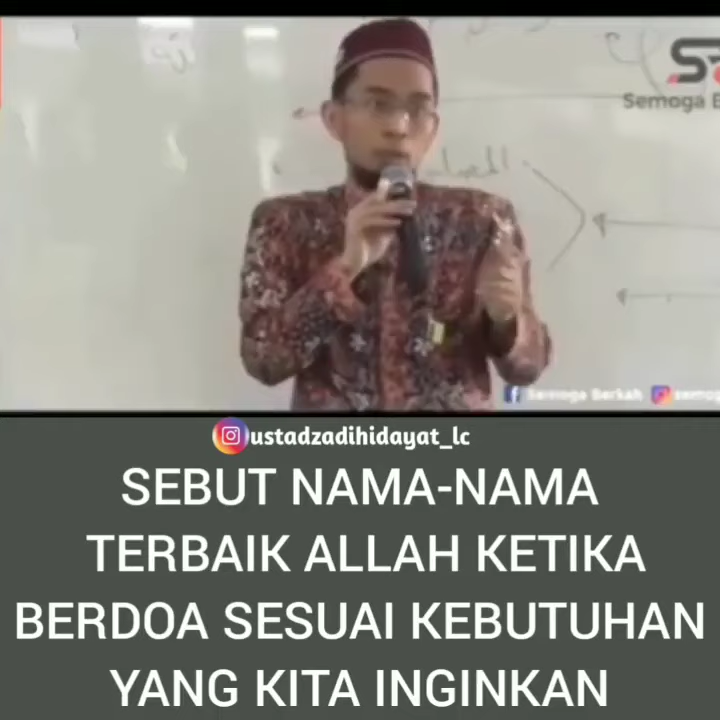 Semoga B
Semoga Berkah
ustadzadihidayat_lc
SEBUT NAMA-NAMA
TERBAIK ALLAH KETIKA
BERDOA SESUAI KEBUTUHAN
YANG KITA INGINKAN